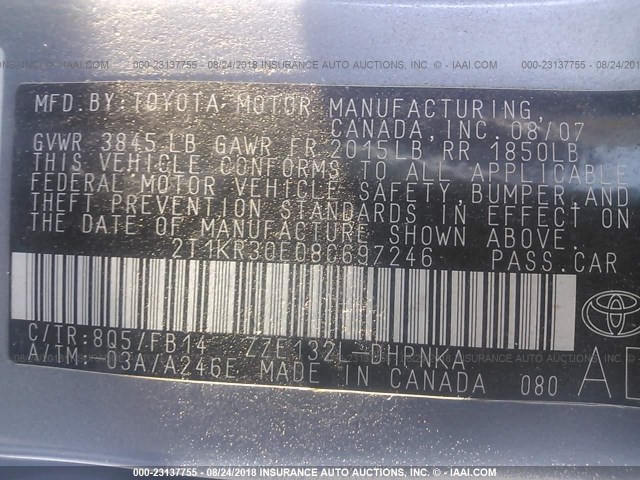 000-23137755 - 08/24/2018 - INSURANCE AUTO AUCTIONS - © - IAAI.COM
MFD.BY:TOYOTA MOTOR MANUFACTURING,
CANADA,INC.08/07
GVWR 3845 LB GAWR FR 2015LB RR 1850LB
THIS VEHICLE CONFORMS TO ALL APPLICABLE
FEDERAL MOTOR VEHICLE SAFETY,BUMPER,AND
THEFT PREVENTION STANDARDS IN EFFECT ON
THE DATE OF MANUFACTURE SHOWN ABOVE.
2T1KR30E08C697246 PASS.CAR
C/TR:8Q5/FB14 ZZE132L-DHPNKA
A/TM: -03A/A246E MADE IN CANADA 080
TOYOTA
000-23137755 - 08/24/2018 - INSURANCE AUTO AUCTIONS - © - IAAI.COM